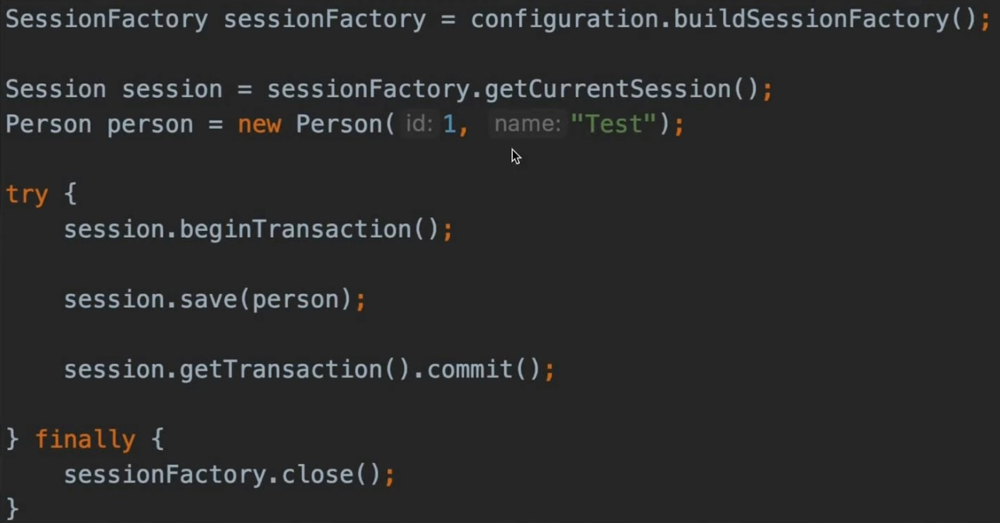 SessionFactory sessionFactory = configuration.buildSessionFactory();
Session session = sessionFactory.getCurrentSession();
Person person = new Person( id: 1, name: "Test");
try {
session.beginTransaction();
session.save(person);
session.getTransaction().commit();
} finally {
sessionFactory.close();
}